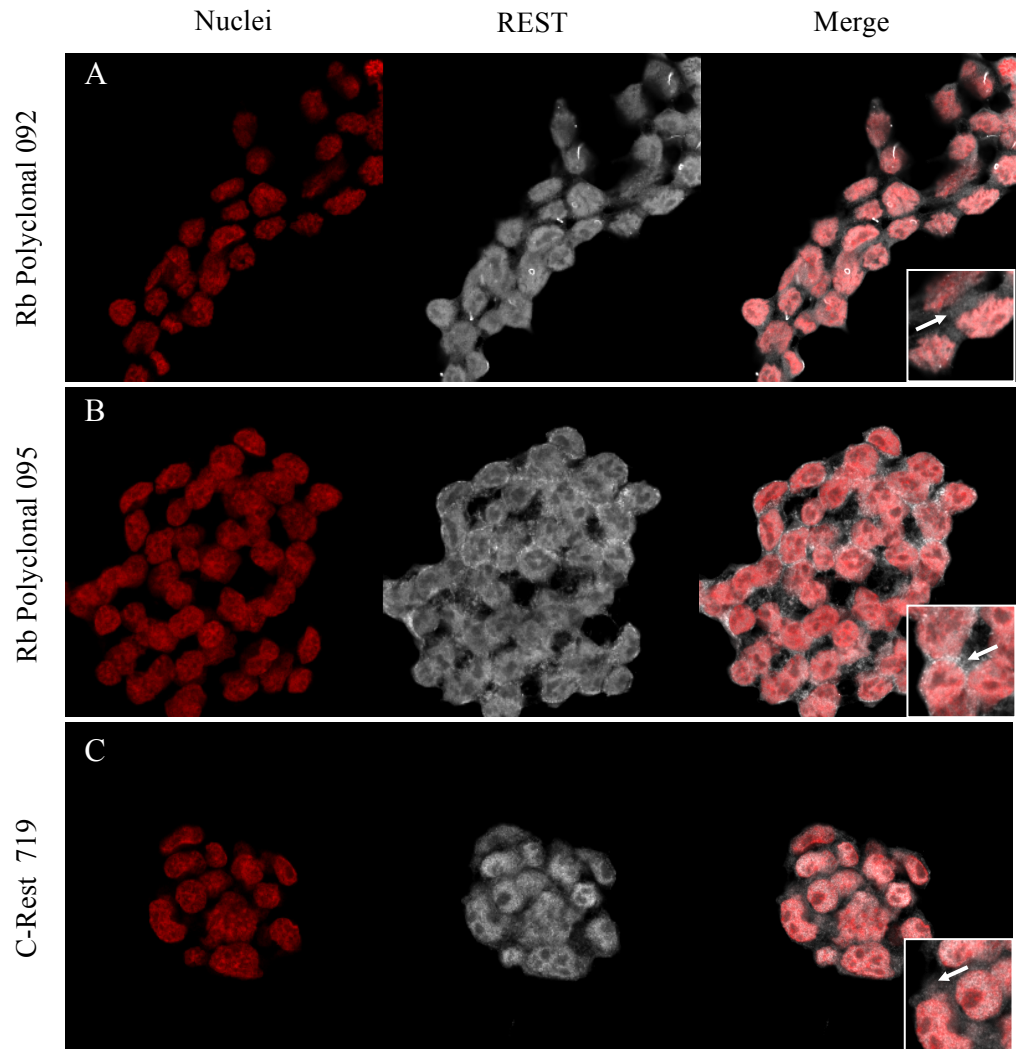 Nuclei REST Merge
A
Rb Polyclonal 092
B
Rb Polyclonal 095
C
C-Rest 719